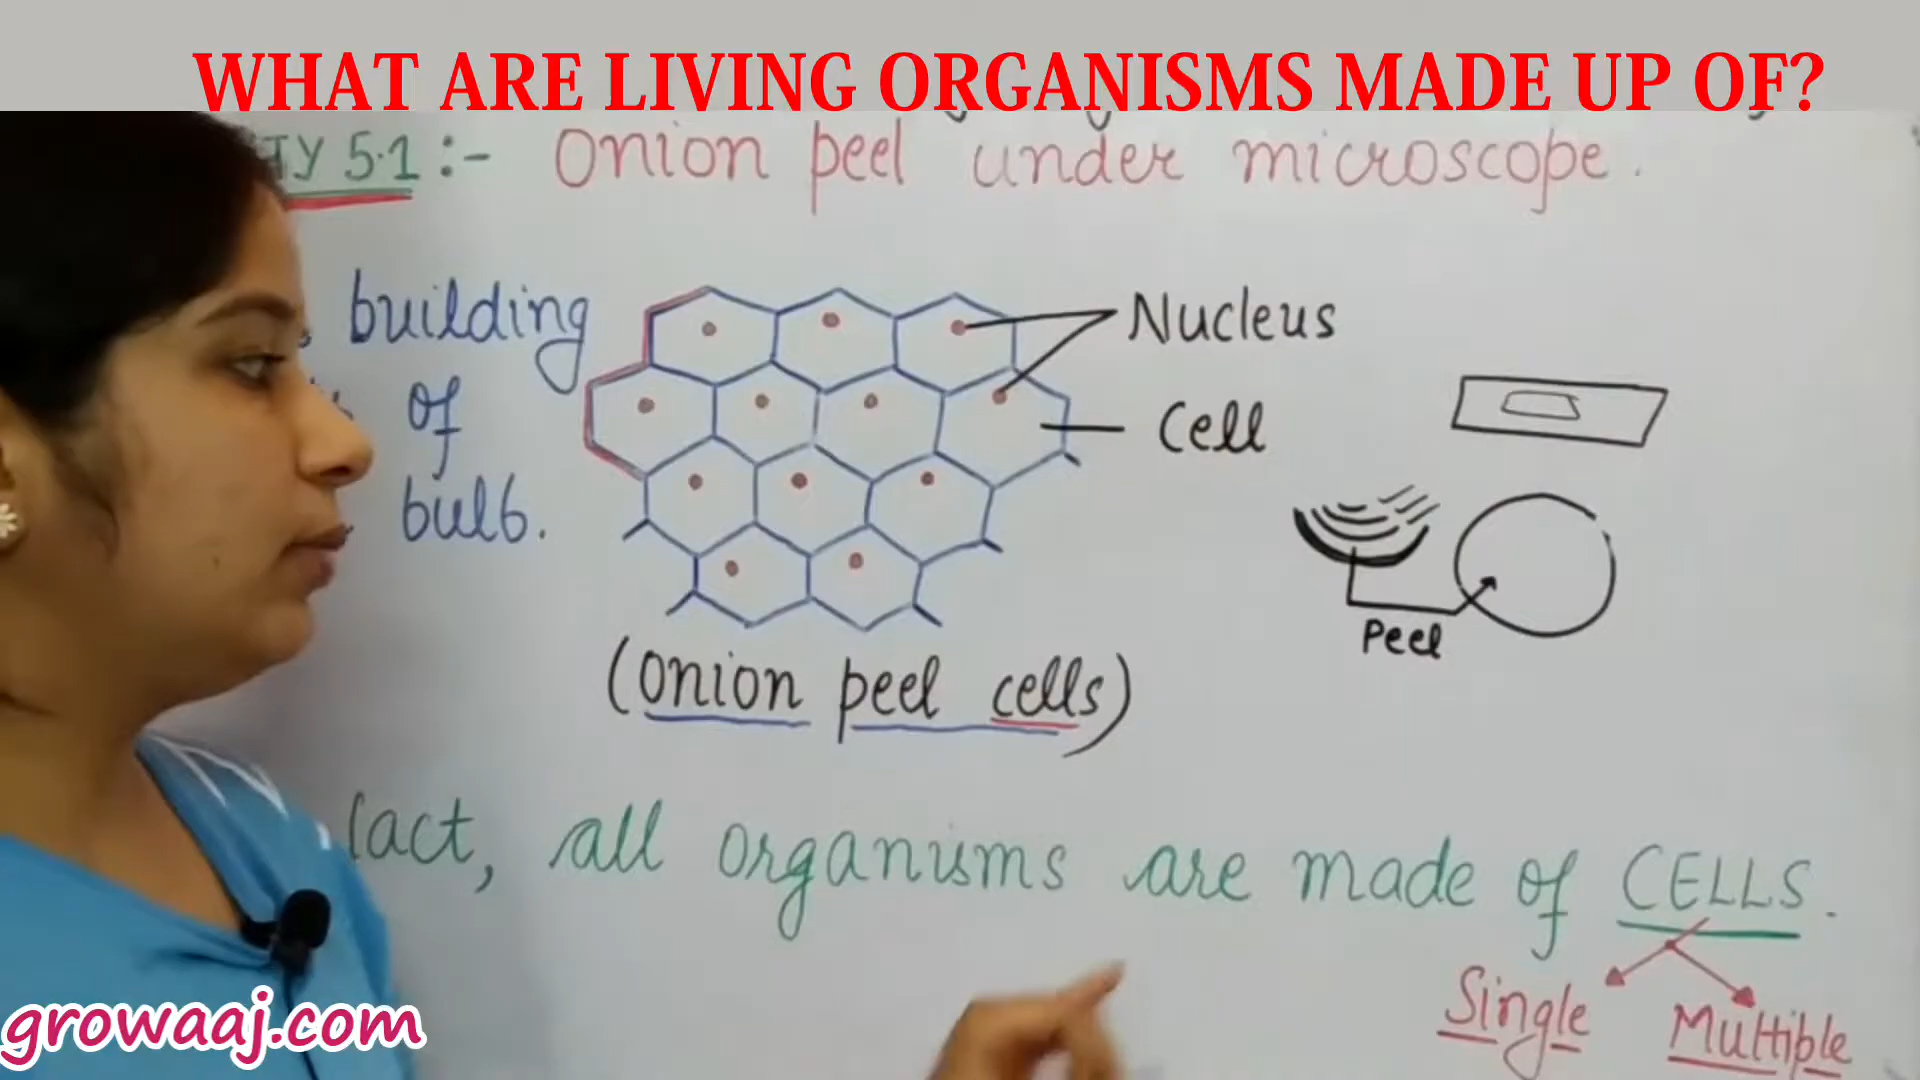 WHAT ARE LIVING ORGANISMS MADE UP OF?
TY 5.1 :- Onion peel under microscope.
building
of
bulb.
Nucleus
Cell
Peel
(Onion peel cells)
all organisms are made of CELLS.
Single
Multiple
growaaj.com